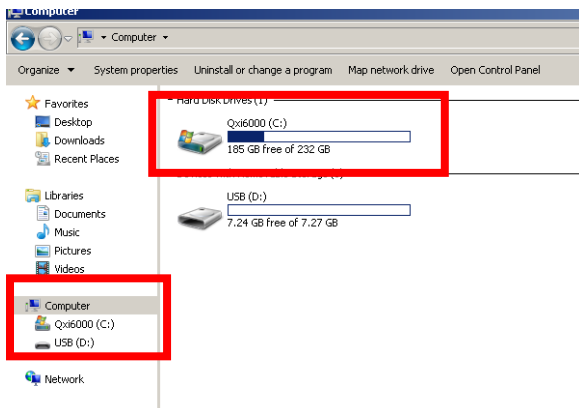 Computer
Computer
Organize System properties Uninstall or change a program Map network drive Open Control Panel
Favorites
Desktop
Downloads
Recent Places
Libraries
Documents
Music
Pictures
Videos
Computer
Qxi6000 (C:)
USB (D:)
Network
Hard Disk Drives (1)
Qxi6000 (C:)
185 GB free of 232 GB
USB (D:)
7.24 GB free of 7.27 GB